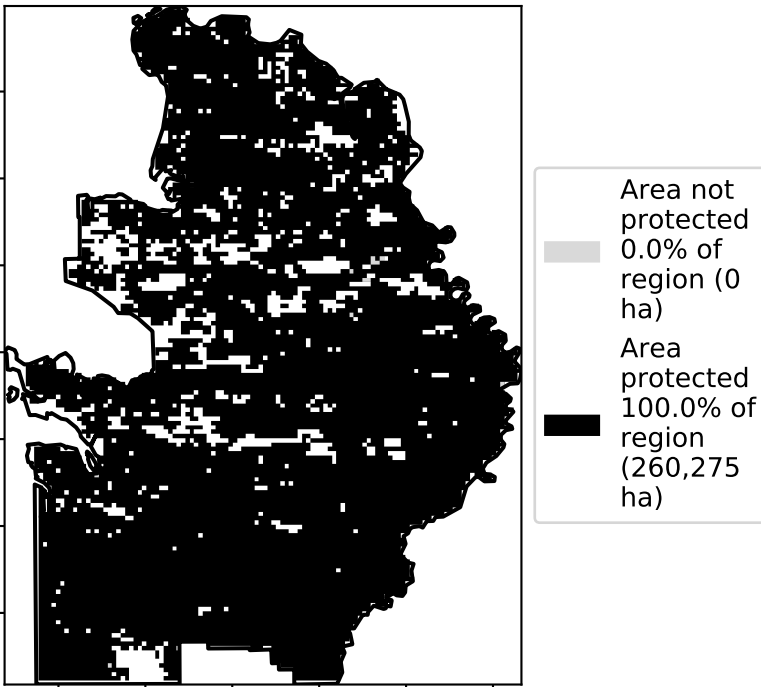 Area not
protected
0.0% of
region (0
ha)
Area
protected
100.0% of
region
(260,275
ha)